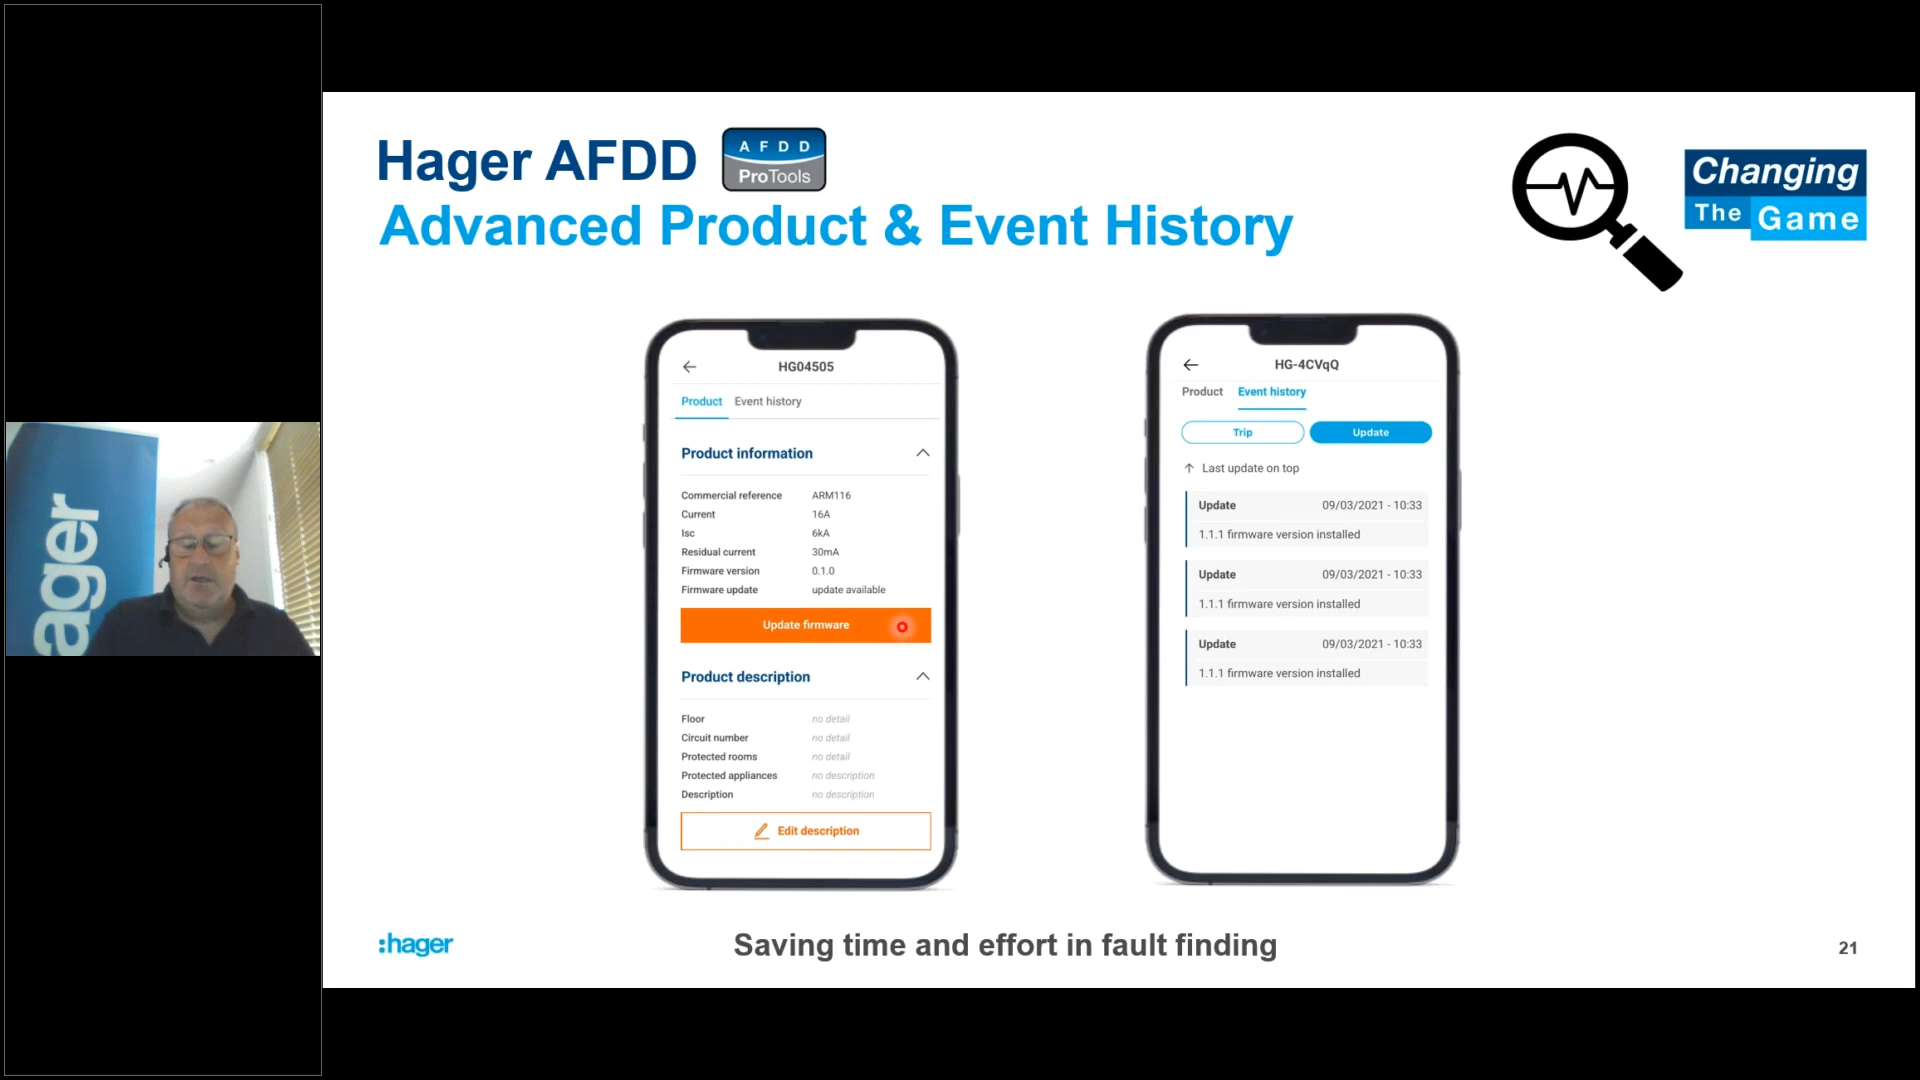 Hager AFDD
AFDD
ProTools
Advanced Product & Event History
Changing
The Game
HG04505
Product Event history
Product information
Commercial reference ARM116
Current 16A
Isc 6kA
Residual current 30mA
Firmware version 0.1.0
Firmware update update available
Update firmware
Product description
Floor no detail
Circuit number no detail
Protected rooms no detail
Protected appliances no description
Description no description
Edit description
HG-4CVqQ
Product Event history
Trip Update
Last update on top
Update 09/03/2021 - 10:33
1.1.1 firmware version installed
Update 09/03/2021 - 10:33
1.1.1 firmware version installed
Update 09/03/2021 - 10:33
1.1.1 firmware version installed
ager
:hager
Saving time and effort in fault finding
21